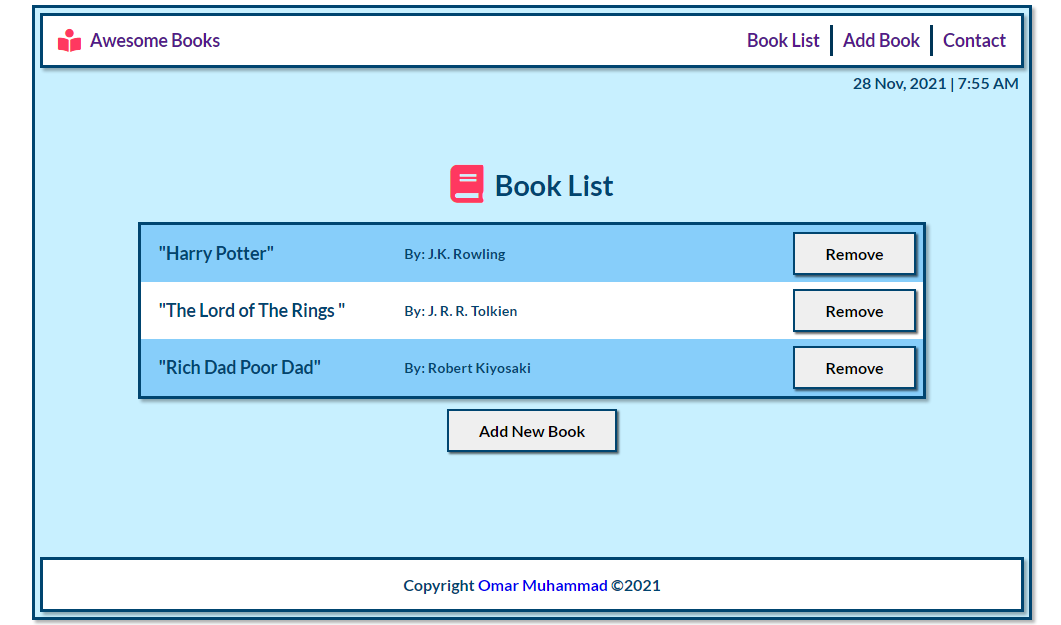 Awesome Books
Book List
Add Book
Contact
28 Nov, 2021 | 7:55 AM
Book List
"Harry Potter" By: J.K. Rowling Remove
"The Lord of The Rings " By: J. R. R. Tolkien Remove
"Rich Dad Poor Dad" By: Robert Kiyosaki Remove
Add New Book
Copyright Omar Muhammad ©2021